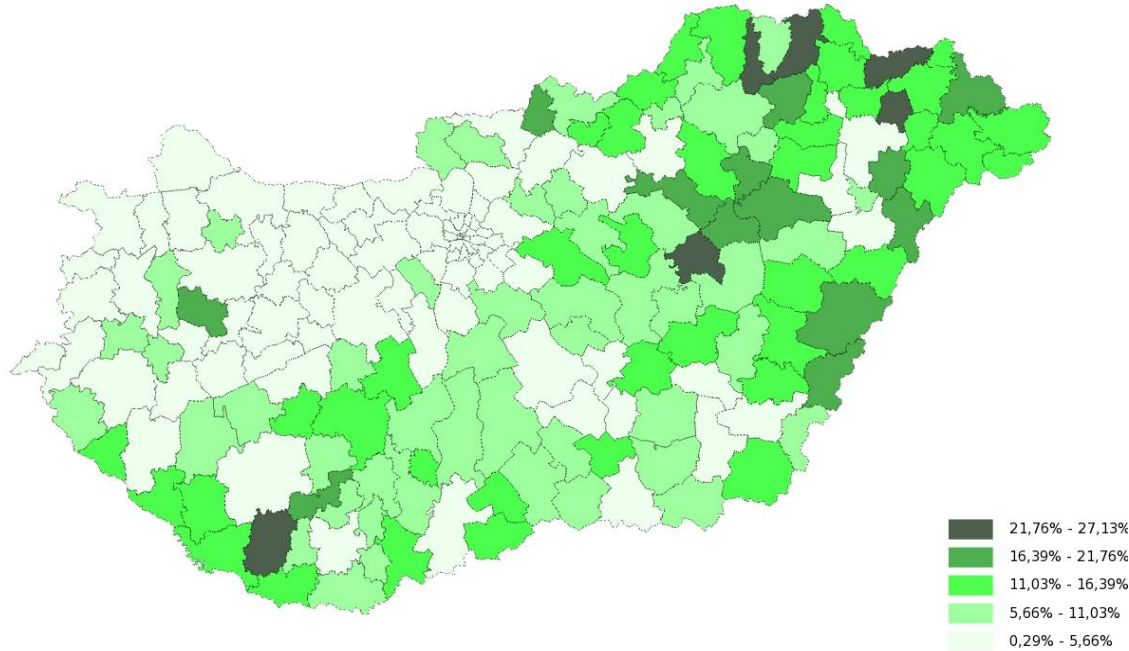 21,76% - 27,13%
16,39% - 21,76%
11,03% - 16,39%
5,66% - 11,03%
0,29% - 5,66%